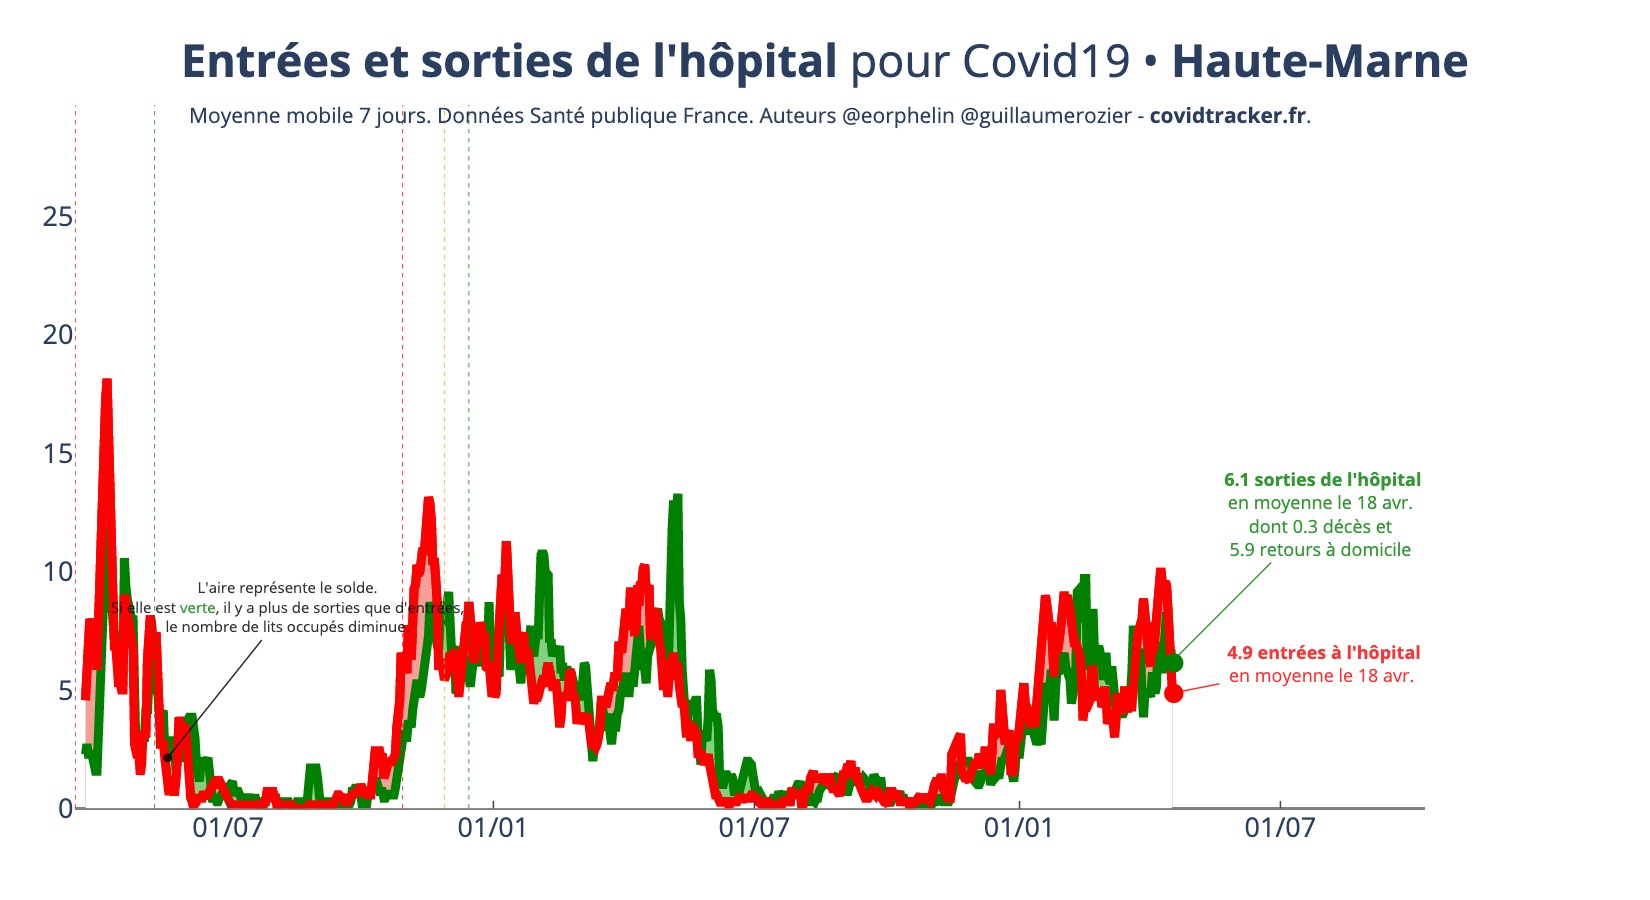 Entrées et sorties de l'hôpital pour Covid19 • Haute-Marne
Moyenne mobile 7 jours. Données Santé publique France. Auteurs @eorphelin @guillaumerozier - covidtracker.fr.
25
20
15
10
5
0
L'aire représente le solde.
Si elle est verte, il y a plus de sorties que d'entrées,
le nombre de lits occupés diminue.
6.1 sorties de l'hôpital
en moyenne le 18 avr.
dont 0.3 décès et
5.9 retours à domicile
4.9 entrées à l'hôpital
en moyenne le 18 avr.
01/07
01/01
01/07
01/01
01/07